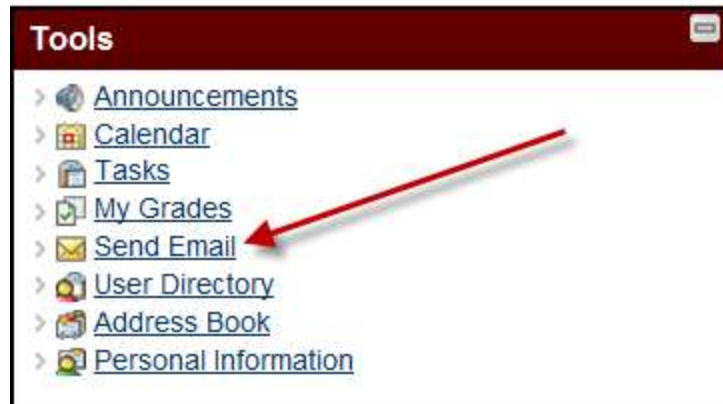 Tools
Announcements
Calendar
Tasks
My Grades
Send Email
User Directory
Address Book
Personal Information